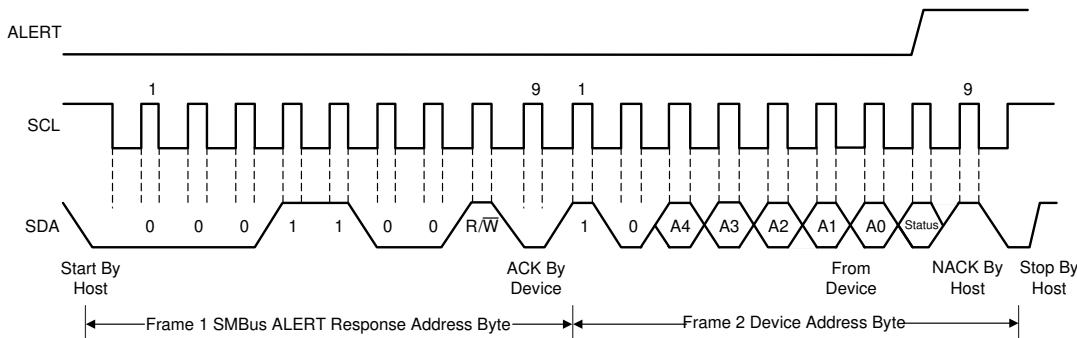 ALERT
1 9 1 9
SCL
SDA 0 0 0 1 1 0 0 R/W̅ 1 0 A4 A3 A2 A1 A0 Status
Start By
Host
ACK By
Device
From
Device
NACK By
Host
Stop By
Host
Frame 1 SMBus ALERT Response Address Byte
Frame 2 Device Address Byte